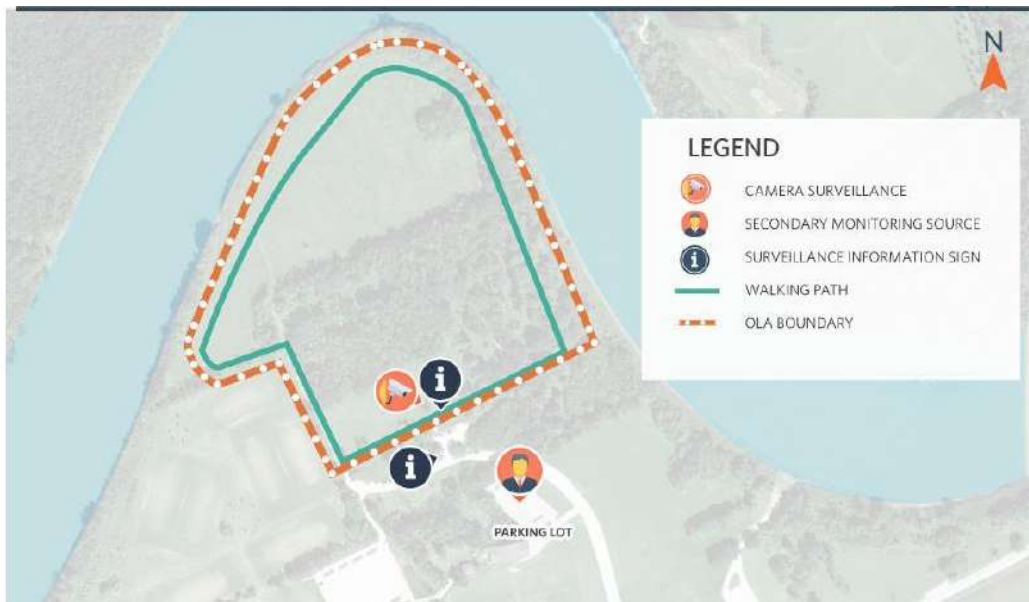 N
LEGEND
CAMERA SURVEILLANCE
SECONDARY MONITORING SOURCE
i SURVEILLANCE INFORMATION SIGN
WALKING PATH
OLA BOUNDARY
i
i
PARKING LOT